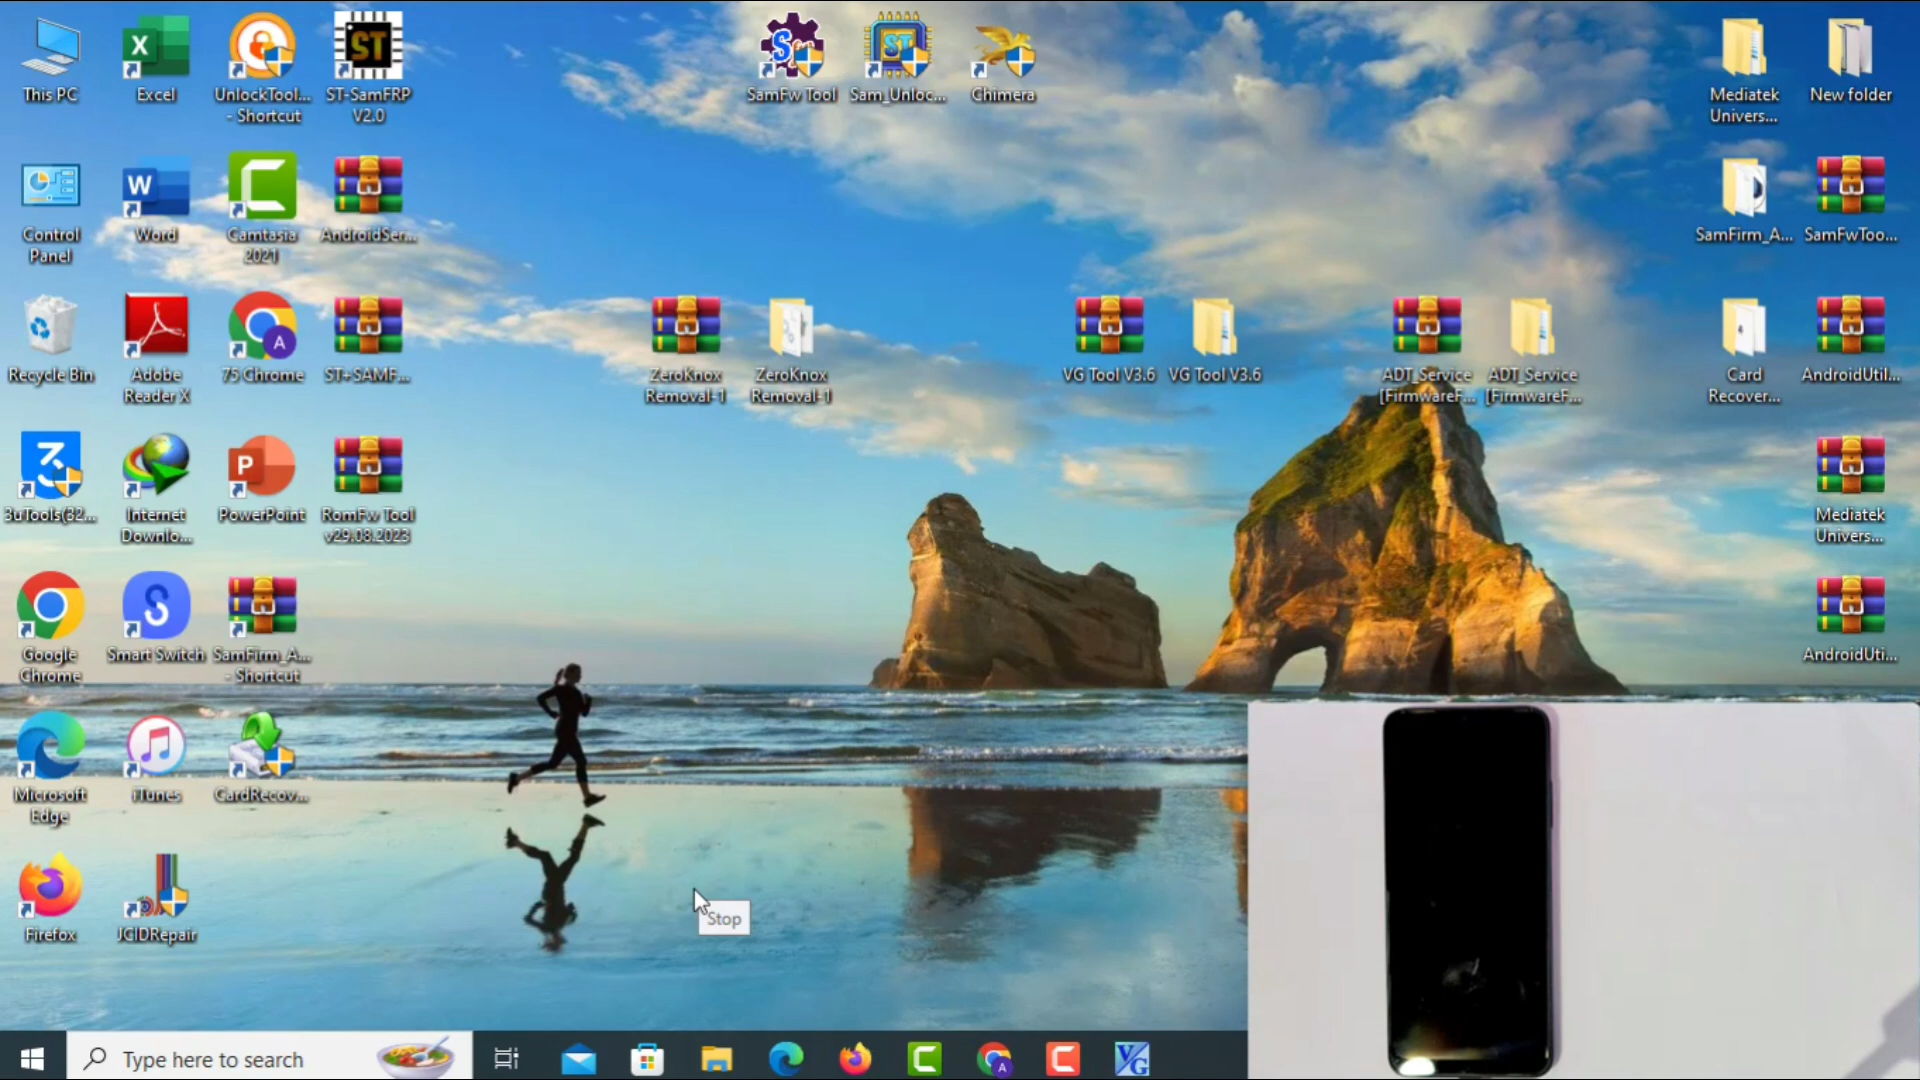 This PC
Excel
UnlockTool...
- Shortcut
ST
ST-SamFRP
V2.0
SamFw Tool
ST
Sam_Unloc...
Chimera
Mediatek
Univers...
New folder
Control
Panel
Word
Camtasia
2021
AndroidSer...
SamFirm_A...
SamFwToo...
Recycle Bin
Adobe
Reader X
A
75 Chrome
ST+SAMF...
ZeroKnox
Removal-1
ZeroKnox
Removal-1
VG Tool V3.6
VG Tool V3.6
ADT_Service
[FirmwareF...
ADT_Service
[FirmwareF...
Card
Recover...
AndroidUtil...
3uTools(32...
Internet
Downlo...
PowerPoint
RomFw Tool
v29.08.2023
Mediatek
Univers...
Google
Chrome
Smart Switch
SamFirm_A...
- Shortcut
AndroidUti...
Microsoft
Edge
iTunes
CardRecov...
Firefox
JCIDRepair
Stop
Type here to search
A
V/G